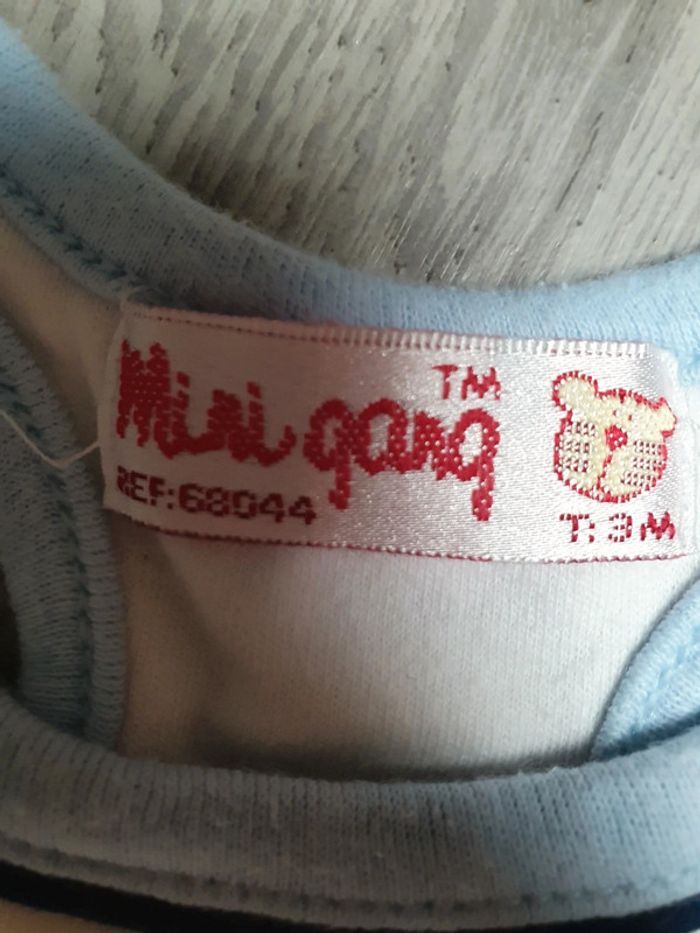 Mini gang TM
REF: 68044
T: 3 M